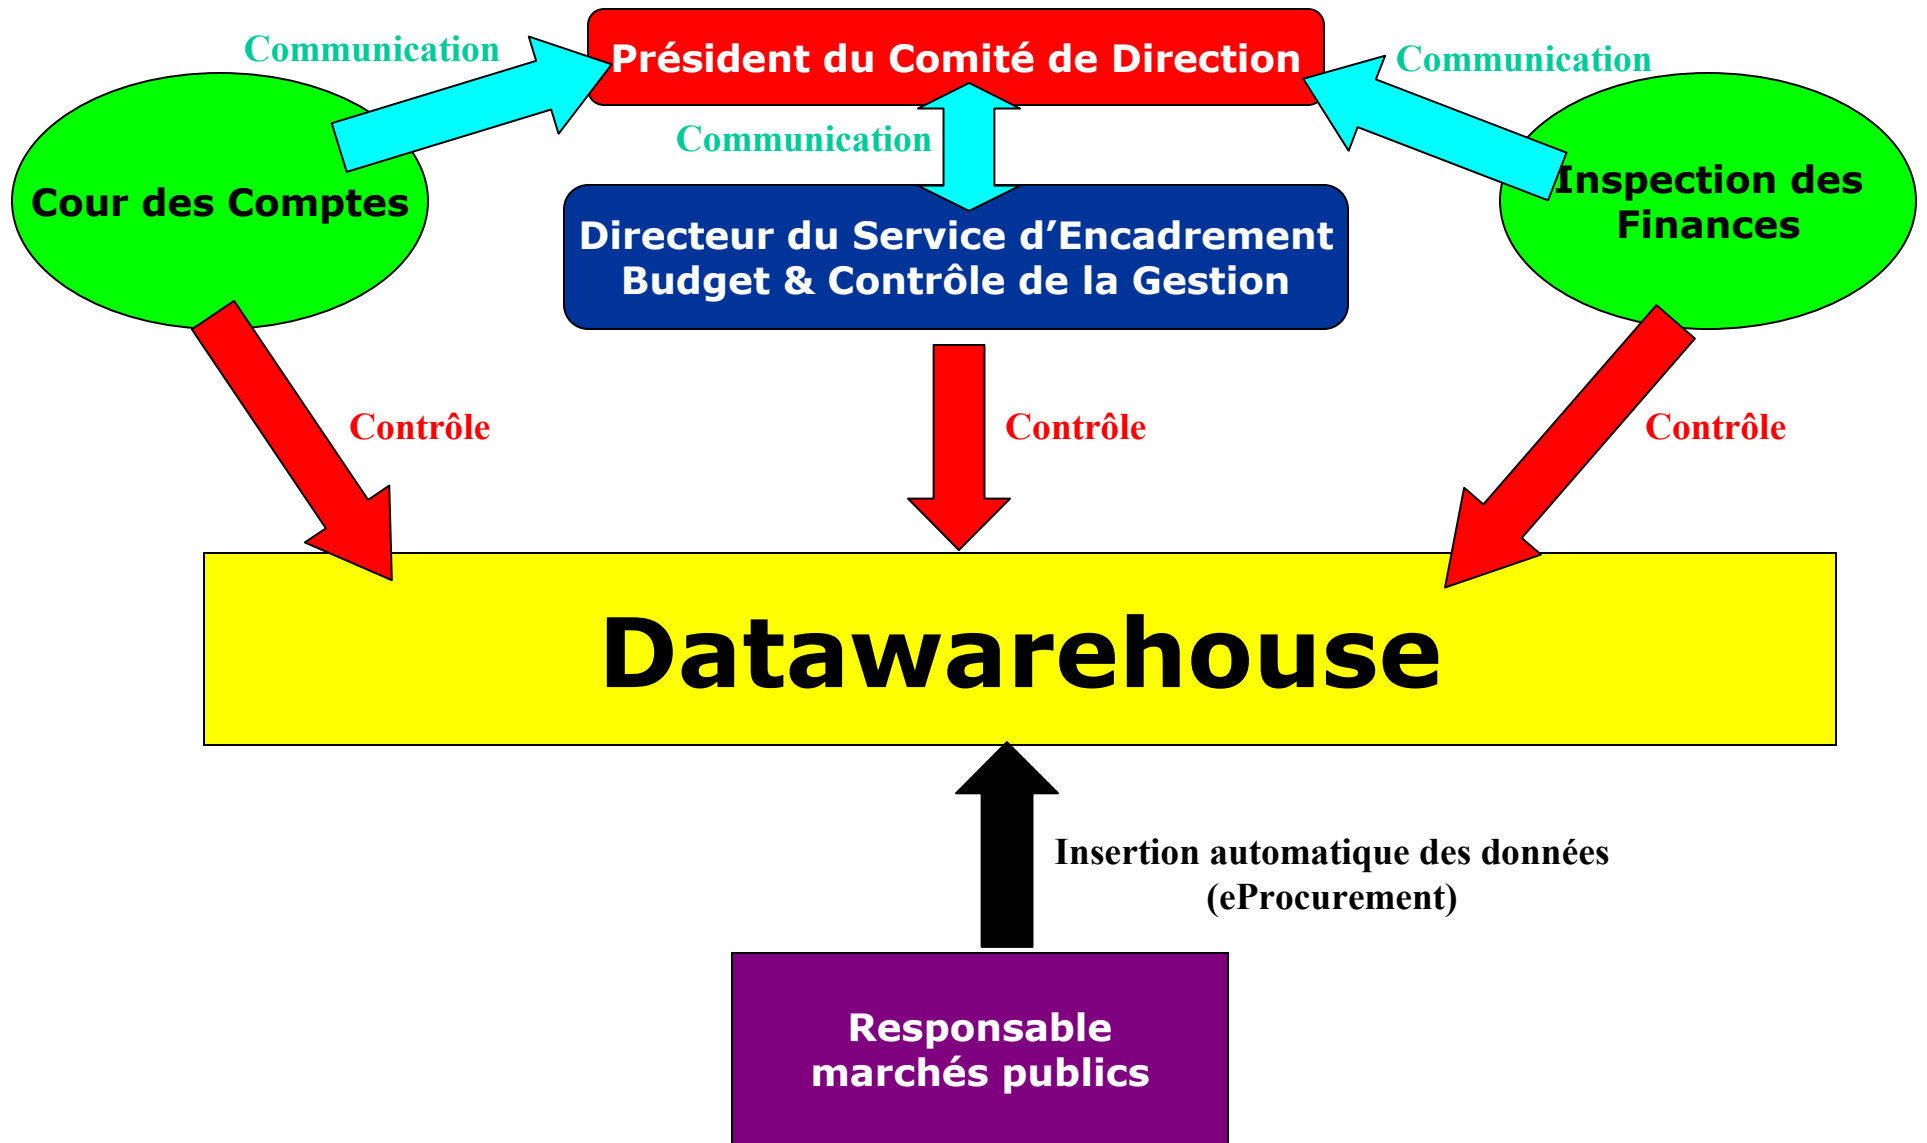 Communication
Président du Comité de Direction
Communication
Communication
Cour des Comptes
Inspection des
Finances
Directeur du Service d’Encadrement
Budget & Contrôle de la Gestion
Contrôle
Contrôle
Contrôle
Datawarehouse
Insertion automatique des données
(eProcurement)
Responsable
marchés publics